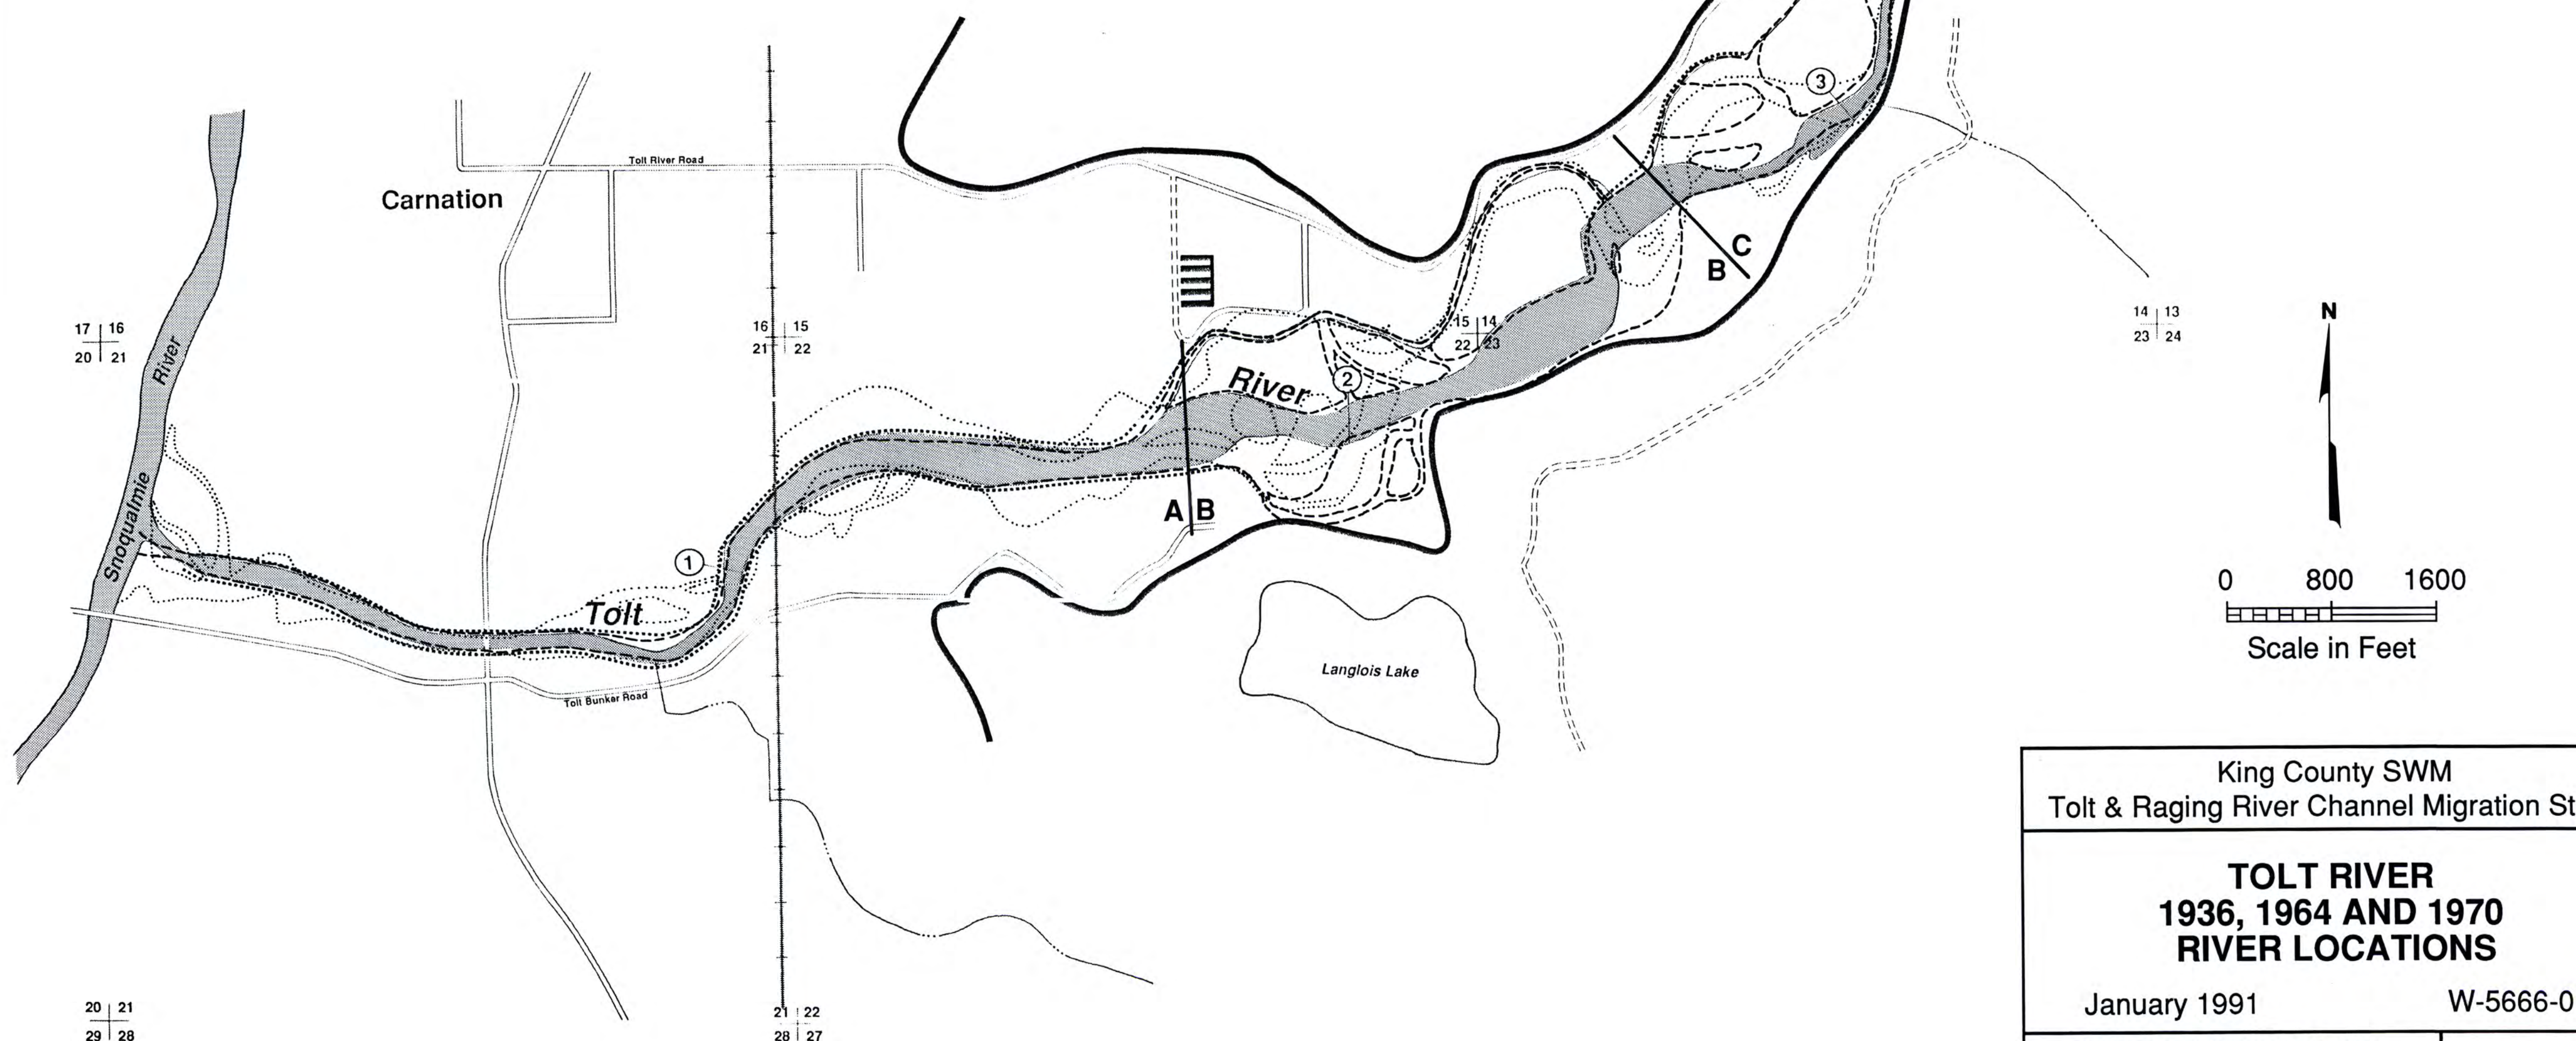 3
Tolt River Road
Carnation
C
B
17 16
20 21
16 15
21 22
15 14
22 23
14 13
23 24
N
River
River
2
Snoqualmie
A B
1
Tolt
0 800 1600
Scale in Feet
Langlois Lake
Tolt Bunker Road
King County SWM
Tolt & Raging River Channel Migration St
TOLT RIVER
1936, 1964 AND 1970
RIVER LOCATIONS
January 1991 W-5666-0
20 21
29 28
21 22
28 27